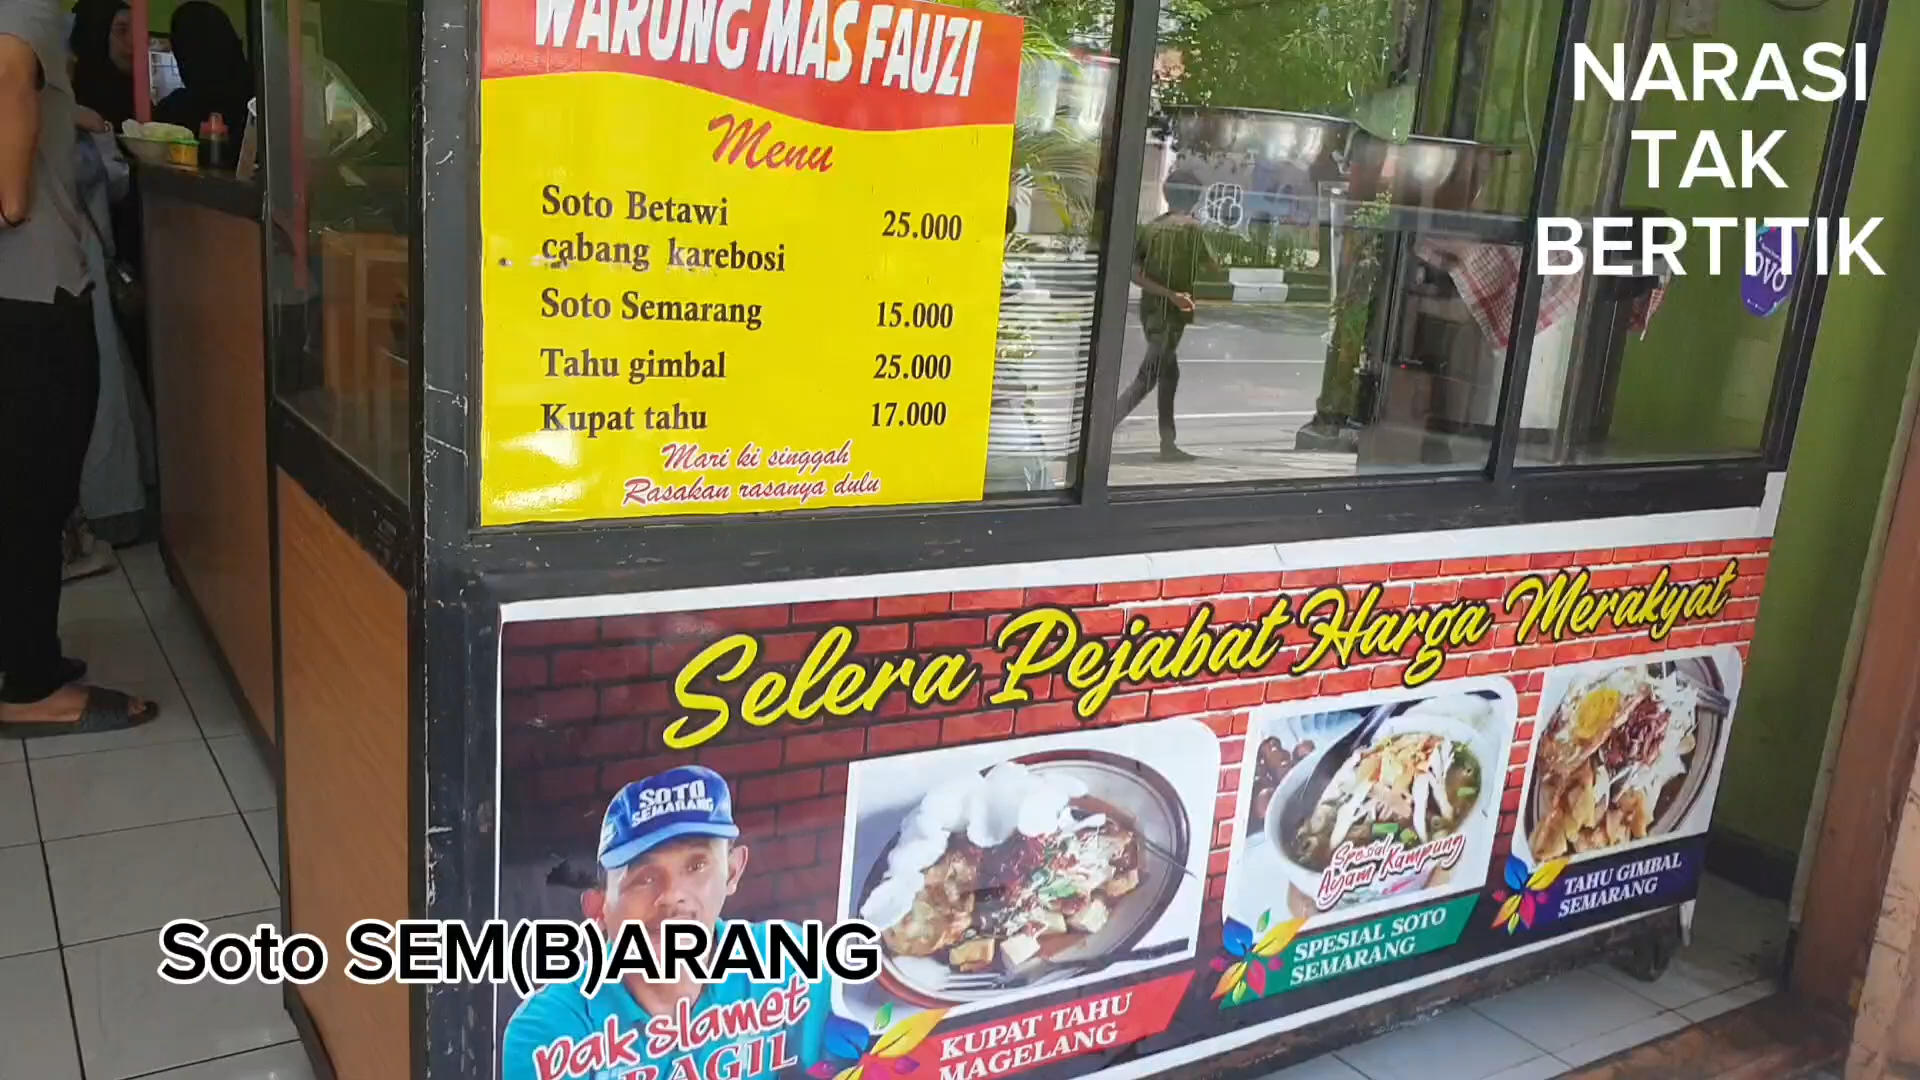 WARUNG MAS FAUZI
Menu
Soto Betawi
cabang karebosi 25.000
Soto Semarang 15.000
Tahu gimbal 25.000
Kupat tahu 17.000
Mari ki singgah
Rasakan rasanya dulu
NARASI
TAK
BERTITIK
OVO
Selera Pejabat Harga Merakyat
SOTO
SEMARANG
Spesial
Ayam Kampung
TAHU GIMBAL
SEMARANG
SPESIAL SOTO
SEMARANG
KUPAT TAHU
MAGELANG
Soto SEM(B)ARANG
pak slamet
RAGIL